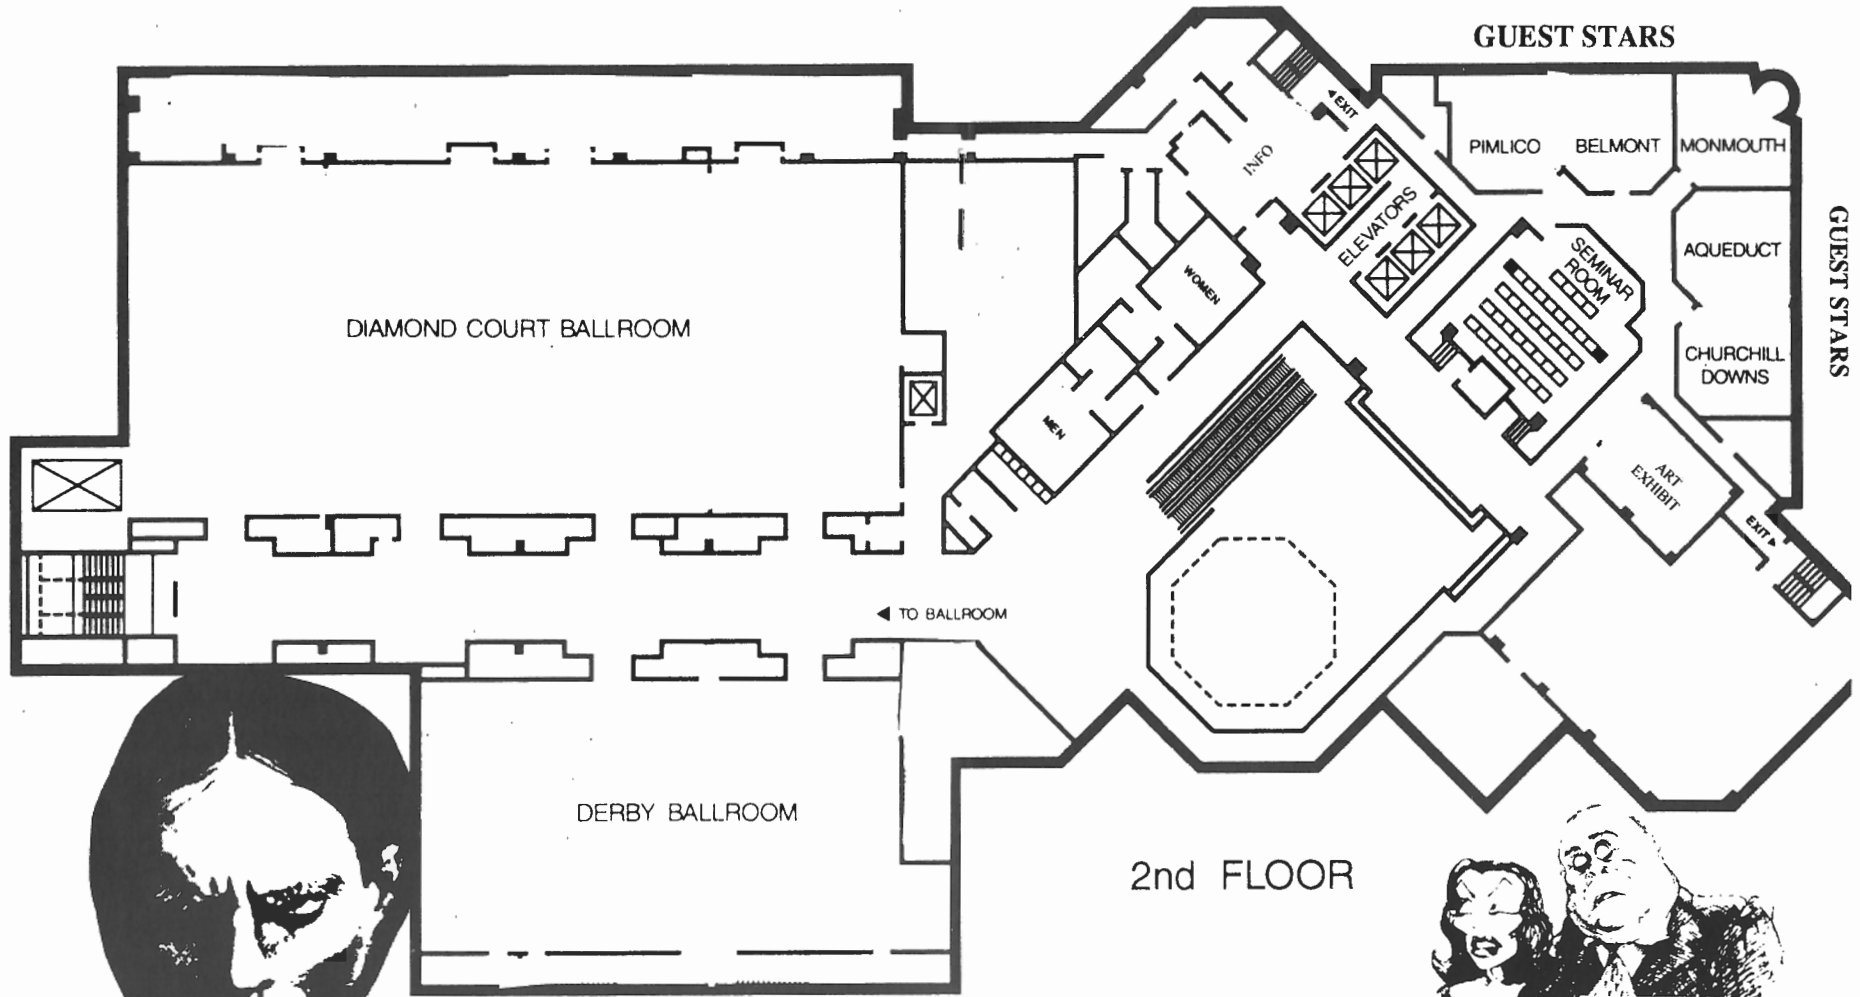 GUEST STARS
EXIT
PIMLICO
BELMONT
MONMOUTH
INFO
ELEVATORS
AQUEDUCT
GUEST STARS
SEMINAR
ROOM
WOMEN
DIAMOND COURT BALLROOM
CHURCHILL
DOWNS
MEN
ART
EXHIBIT
EXIT
TO BALLROOM
DERBY BALLROOM
2nd FLOOR